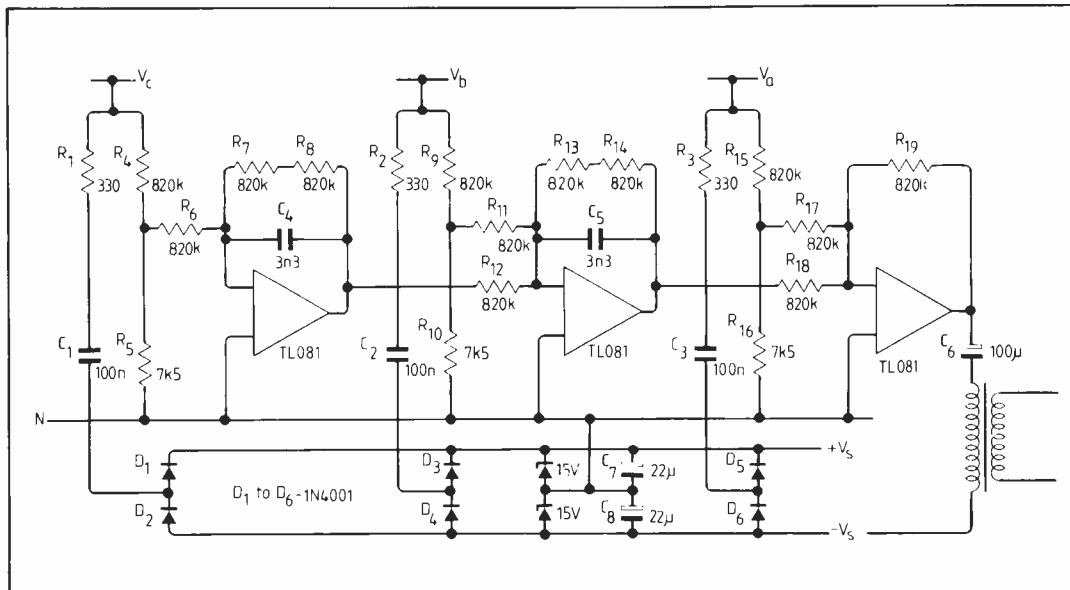 Vc
Vb
Va
R1
330
R4
820k
R7
820k
R8
820k
R6
820k
C4
3n3
TL081
C1
100n
R5
7k5
R2
330
R9
820k
R13
820k
R14
820k
R11
820k
C5
3n3
R12
820k
TL081
C2
100n
R10
7k5
R3
330
R15
820k
R19
820k
R17
820k
R18
820k
TL081
C3
100n
R16
7k5
C6
100µ
N
D1
D2
D1 to D6-1N4001
D3
D4
15V
15V
C7
22µ
C8
22µ
D5
D6
+Vs
-Vs